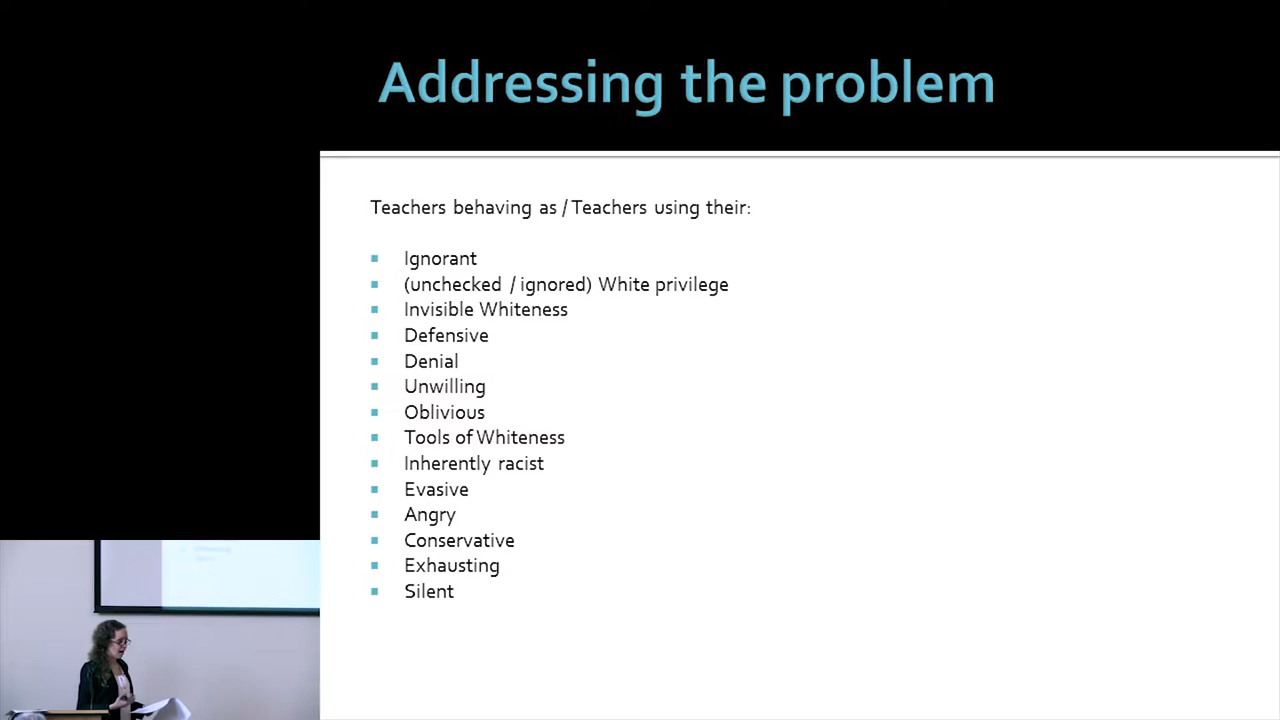 Addressing the problem
Teachers behaving as / Teachers using their:
Ignorant
(unchecked / ignored) White privilege
Invisible Whiteness
Defensive
Denial
Unwilling
Oblivious
Tools of Whiteness
Inherently racist
Evasive
Angry
Conservative
Exhausting
Silent